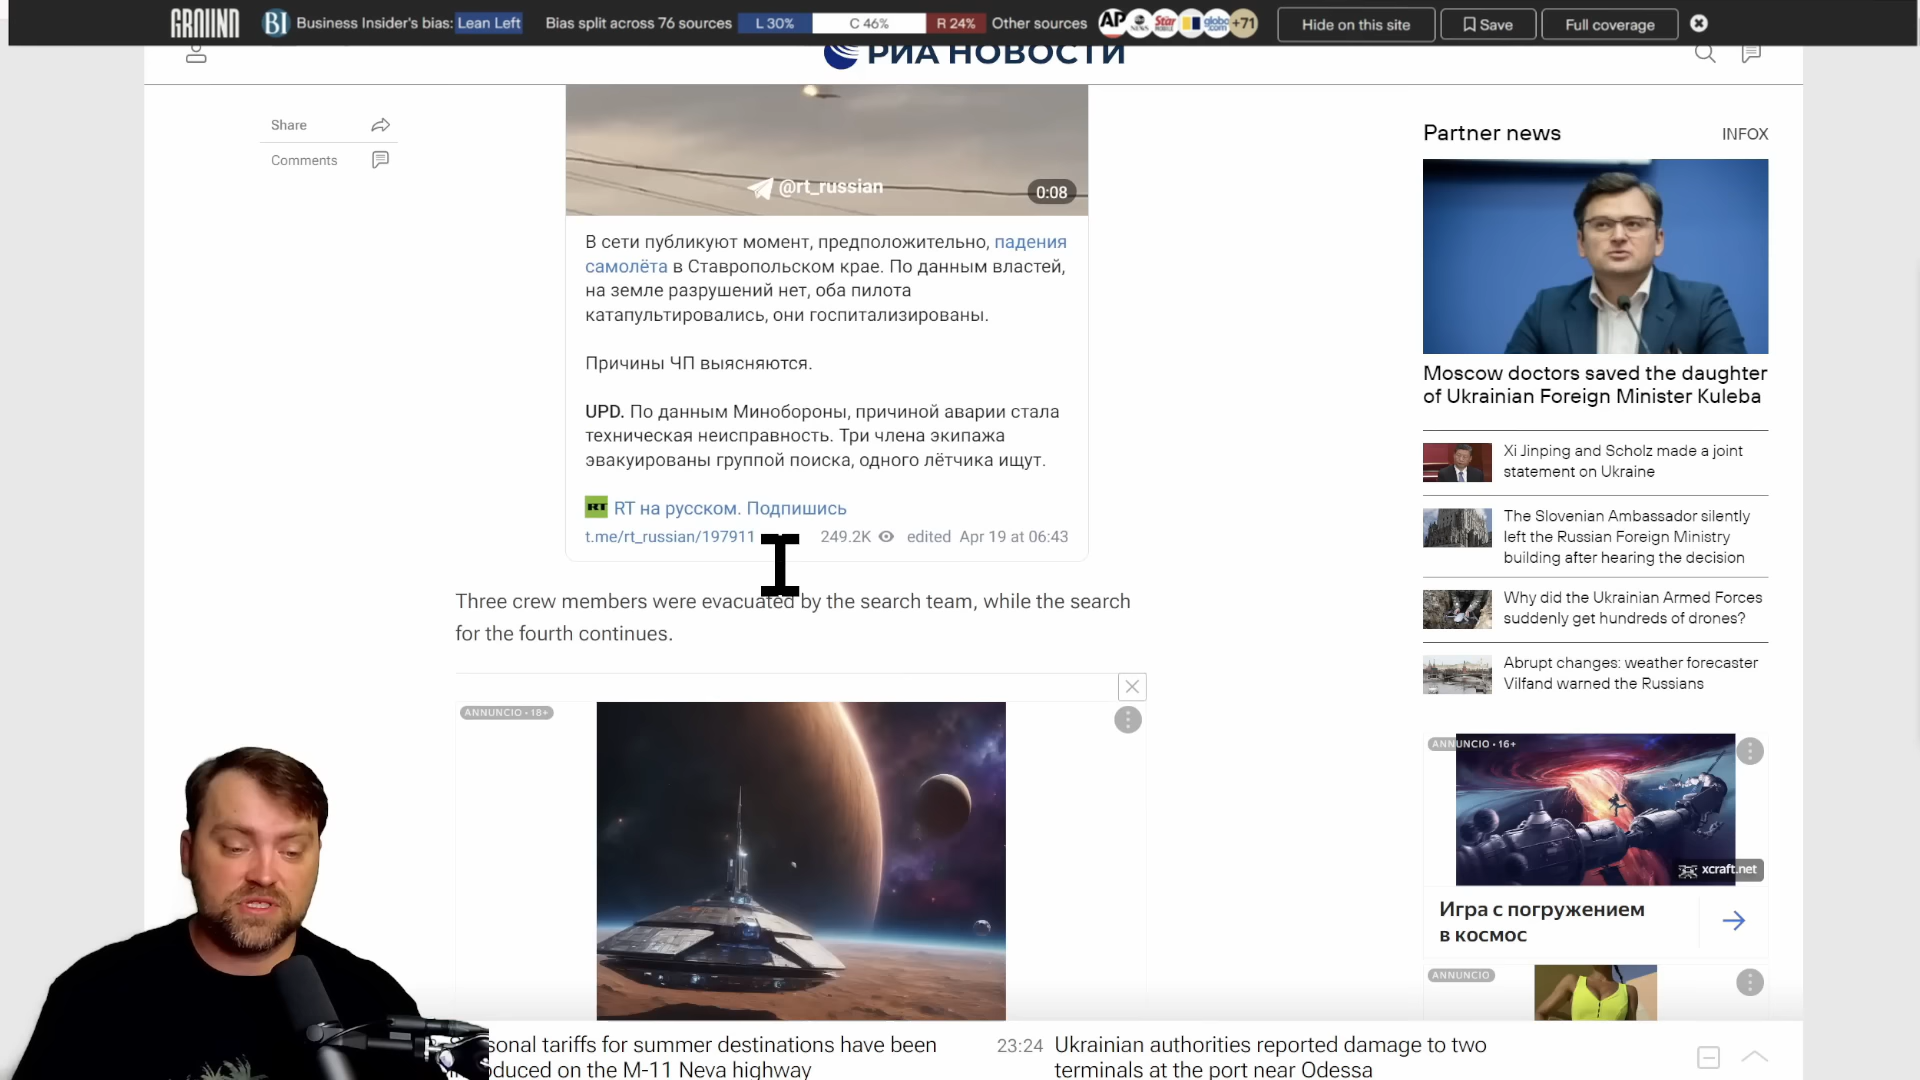 GROUND
BI Business Insider's bias: Lean Left
Bias split across 76 sources
L 30%
C 46%
R 24%
Other sources
AP
+71
Hide on this site
Save
Full coverage
РИА НОВОСТИ
Share
Comments
@rt_russian
0:08
В сети публикуют момент, предположительно, падения
самолёта в Ставропольском крае. По данным властей,
на земле разрушений нет, оба пилота
катапультировались, они госпитализированы.
Причины ЧП выясняются.
UPD. По данным Минобороны, причиной аварии стала
техническая неисправность. Три члена экипажа
эвакуированы группой поиска, одного лётчика ищут.
RT RT на русском. Подпишись
t.me/rt_russian/197911
249.2K
edited Apr 19 at 06:43
Three crew members were evacuated by the search team, while the search
for the fourth continues.
ANNUNCIO • 18+
Partner news
INFOX
Moscow doctors saved the daughter
of Ukrainian Foreign Minister Kuleba
Xi Jinping and Scholz made a joint
statement on Ukraine
The Slovenian Ambassador silently
left the Russian Foreign Ministry
building after hearing the decision
Why did the Ukrainian Armed Forces
suddenly get hundreds of drones?
Abrupt changes: weather forecaster
Vilfand warned the Russians
ANNUNCIO • 16+
xcraft.net
Игра с погружением
в космос
ANNUNCIO
sonal tariffs for summer destinations have been
oduced on the M-11 Neva highway
23:24 Ukrainian authorities reported damage to two
terminals at the port near Odessa